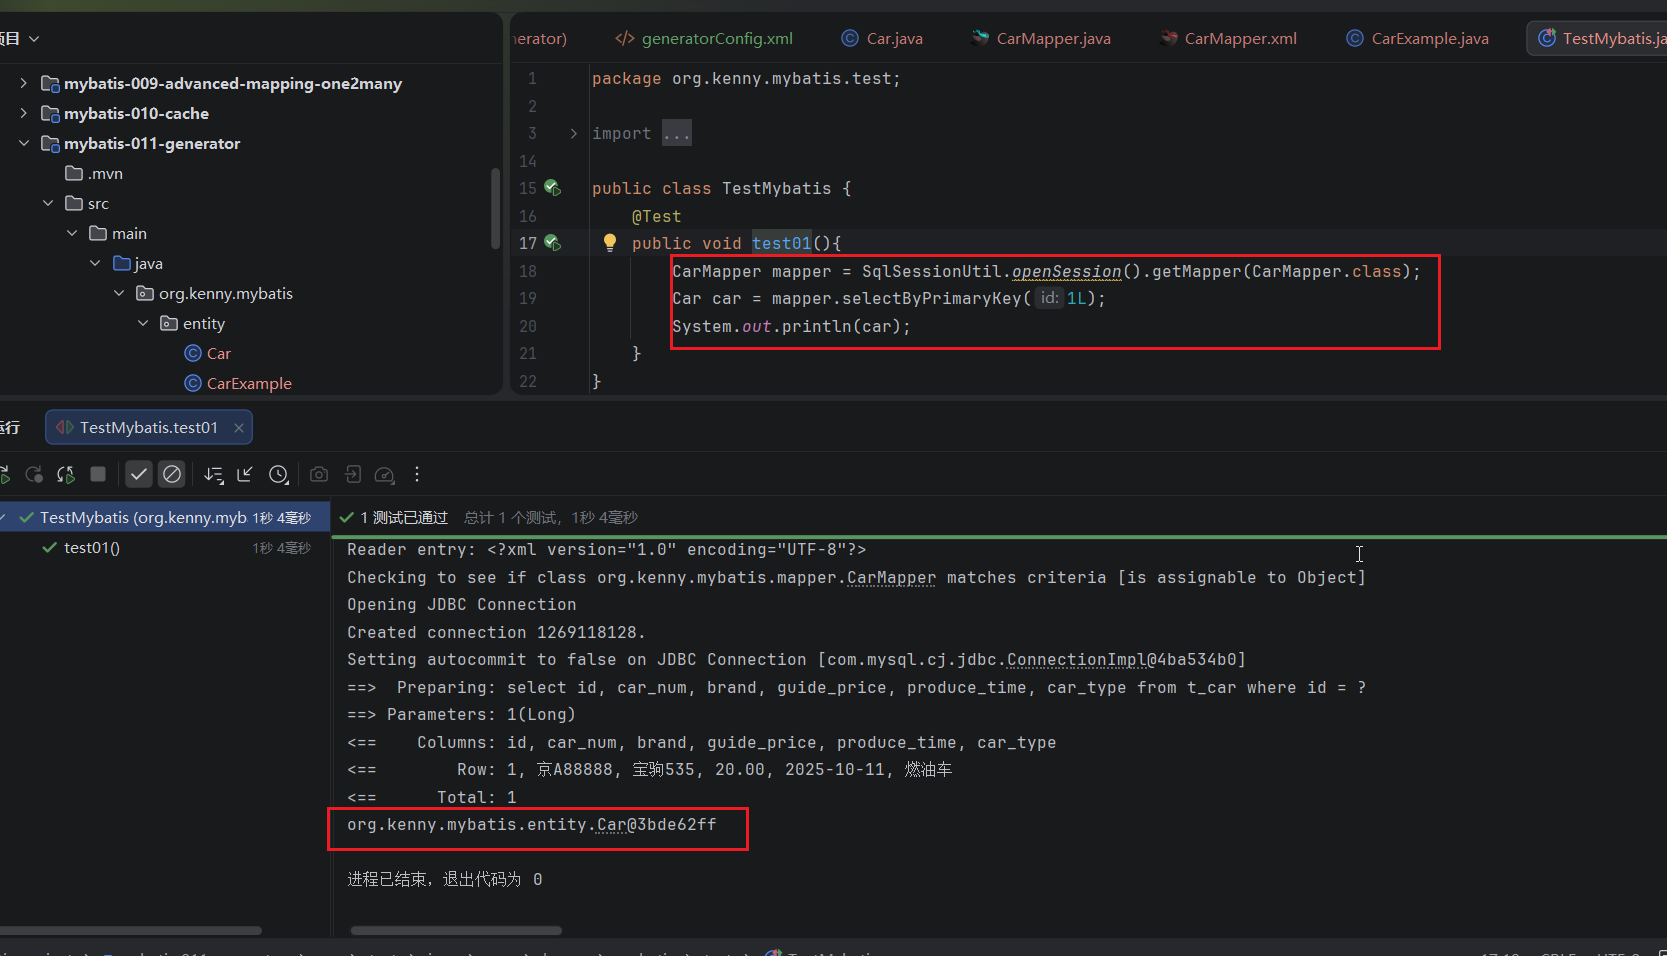 项目
mybatis-009-advanced-mapping-one2many
mybatis-010-cache
mybatis-011-generator
.mvn
src
main
java
org.kenny.mybatis
entity
Car
CarExample
nerator)
</> generatorConfig.xml
Car.java
CarMapper.java
CarMapper.xml
CarExample.java
TestMybatis.ja
1 package org.kenny.mybatis.test;
2
3 import ...
14
15 public class TestMybatis {
16 @Test
17 public void test01(){
18 CarMapper mapper = SqlSessionUtil.openSession().getMapper(CarMapper.class);
19 Car car = mapper.selectByPrimaryKey( id: 1L);
20 System.out.println(car);
21 }
22 }
运行
TestMybatis.test01
TestMybatis (org.kenny.myb 1秒 4毫秒
test01() 1秒 4毫秒
1 测试已通过 总计 1 个测试, 1秒 4毫秒
Reader entry: <?xml version="1.0" encoding="UTF-8"?>
Checking to see if class org.kenny.mybatis.mapper.CarMapper matches criteria [is assignable to Object]
Opening JDBC Connection
Created connection 1269118128.
Setting autocommit to false on JDBC Connection [com.mysql.cj.jdbc.ConnectionImpl@4ba534b0]
==>  Preparing: select id, car_num, brand, guide_price, produce_time, car_type from t_car where id = ?
==> Parameters: 1(Long)
<==    Columns: id, car_num, brand, guide_price, produce_time, car_type
<==        Row: 1, 京A88888, 宝驹535, 20.00, 2025-10-11, 燃油车
<==      Total: 1
org.kenny.mybatis.entity.Car@3bde62ff
进程已结束，退出代码为 0